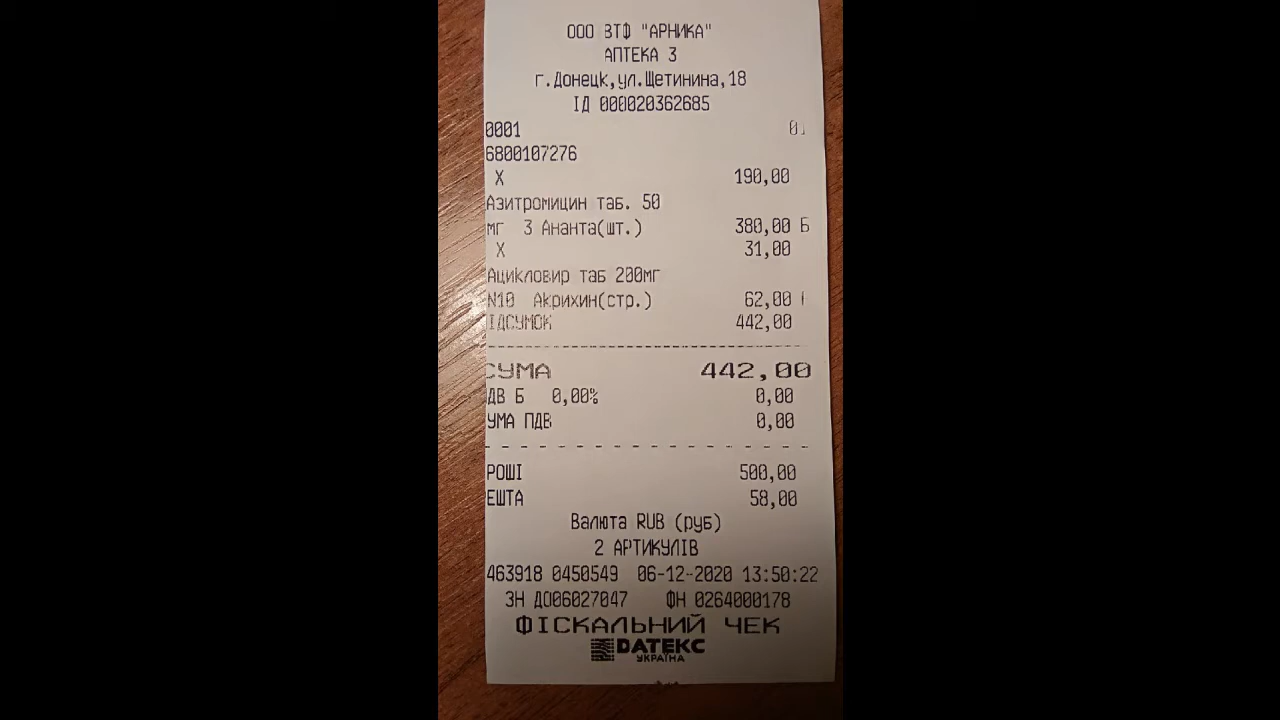 ООО ВТФ "АРНИКА"
АПТЕКА 3
г.Донецк,ул.Щетинина,18
ІД 000020362685
0001
6800107276
X 190,00
Азитромицин таб. 50
мг 3 Ананта(шт.) 380,00 Б
X 31,00
Ацикловир таб 200мг
N10 Акрихин(стр.) 62,00
ІДСУМОК 442,00
СУМА 442,00
ДВ Б 0,00% 0,00
УМА ПДВ 0,00
РОШІ 500,00
ЕШТА 58,00
Валюта RUB (руб)
2 АРТИКУЛІВ
463918 0450549 06-12-2020 13:50:22
ЗН ДО06027047 ФН 0264000178
ФІСКАЛЬНИЙ ЧЕК
DATEKC
УКРАЇНА